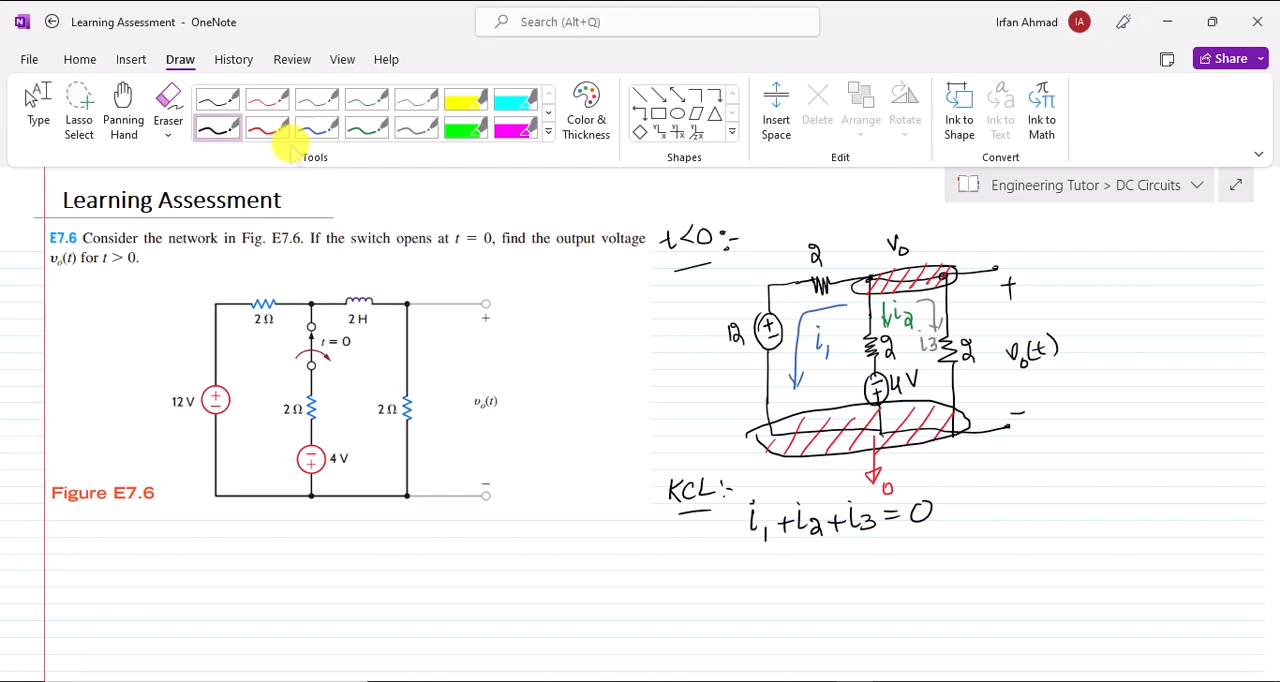 Learning Assessment - OneNote
Search (Alt+Q)
Irfan Ahmad
IA
File Home Insert Draw History Review View Help
Share
Type
Lasso Select
Panning Hand
Eraser
Color & Thickness
Insert Space
Delete
Arrange
Rotate
Ink to Shape
Ink to Text
Ink to Math
Tools
Shapes
Edit
Convert
Engineering Tutor > DC Circuits
Learning Assessment
E7.6 Consider the network in Fig. E7.6. If the switch opens at t = 0, find the output voltage
vo(t) for t > 0.
2 Ω
2 H
+
t = 0
12 V
+
−
2 Ω
2 Ω
vo(t)
−
+
4 V
−
Figure E7.6
t<0:-
2
Vo
+
12
+
−
i1
i2
i3
2
2
vo(t)
−
+
4V
−
0
KCL:-
i1+i2+i3=0